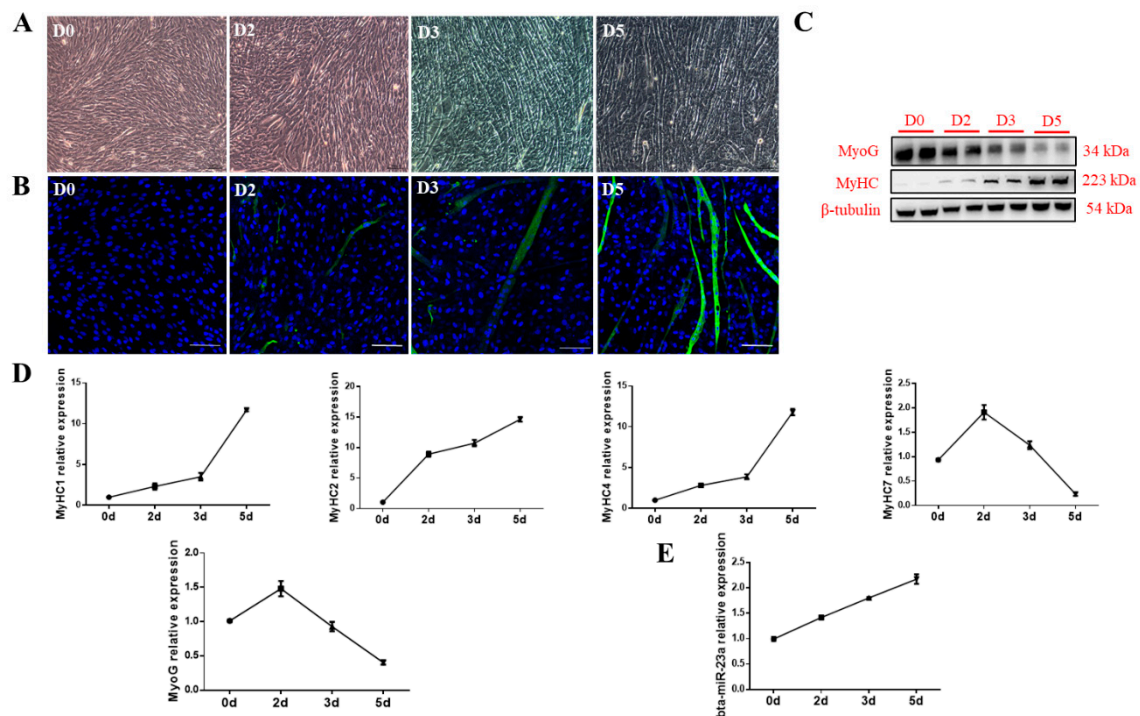 A
D0 D2 D3 D5
B
D0 D2 D3 D5
C
D0 D2 D3 D5
MyoG 34 kDa
MyHC 223 kDa
β-tubulin 54 kDa
D
MyHC1 relative expression
15
10
5
0
0d 2d 3d 5d
MyHC2 relative expression
20
15
10
5
0
0d 2d 3d 5d
MyHC4 relative expression
15
10
5
0
0d 2d 3d 5d
MyHC7 relative expression
2.5
2.0
1.5
1.0
0.5
0.0
0d 2d 3d 5d
MyoG relative expression
2.0
1.5
1.0
0.5
0.0
0d 2d 3d 5d
E
bta-miR-23a relative expression
2.5
2.0
1.5
1.0
0.5
0.0
0d 2d 3d 5d